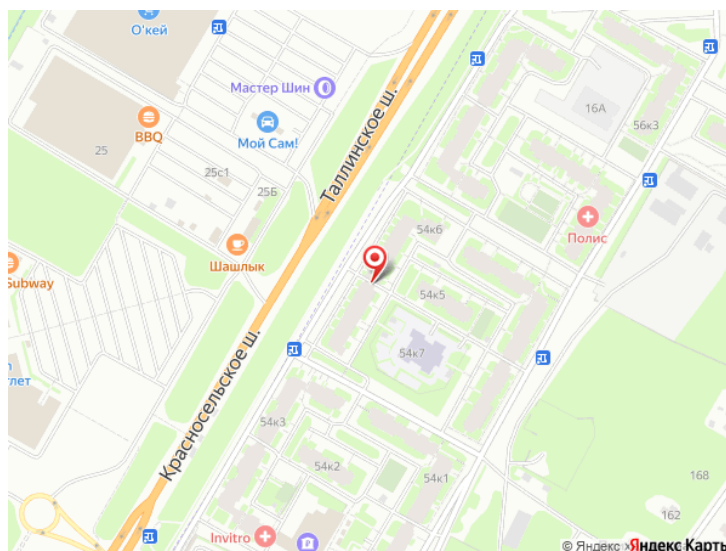 О'кей
Мастер Шин
16А
BBQ
56к3
Мой Сам!
25
25с1
Таллинское ш.
25Б
Полис
54к6
Шашлык
Subway
54к5
Красносельское ш.
54к7
54к3
54к2
54к1
168
162
Invitro
© Яндекс
Яндекс Карты